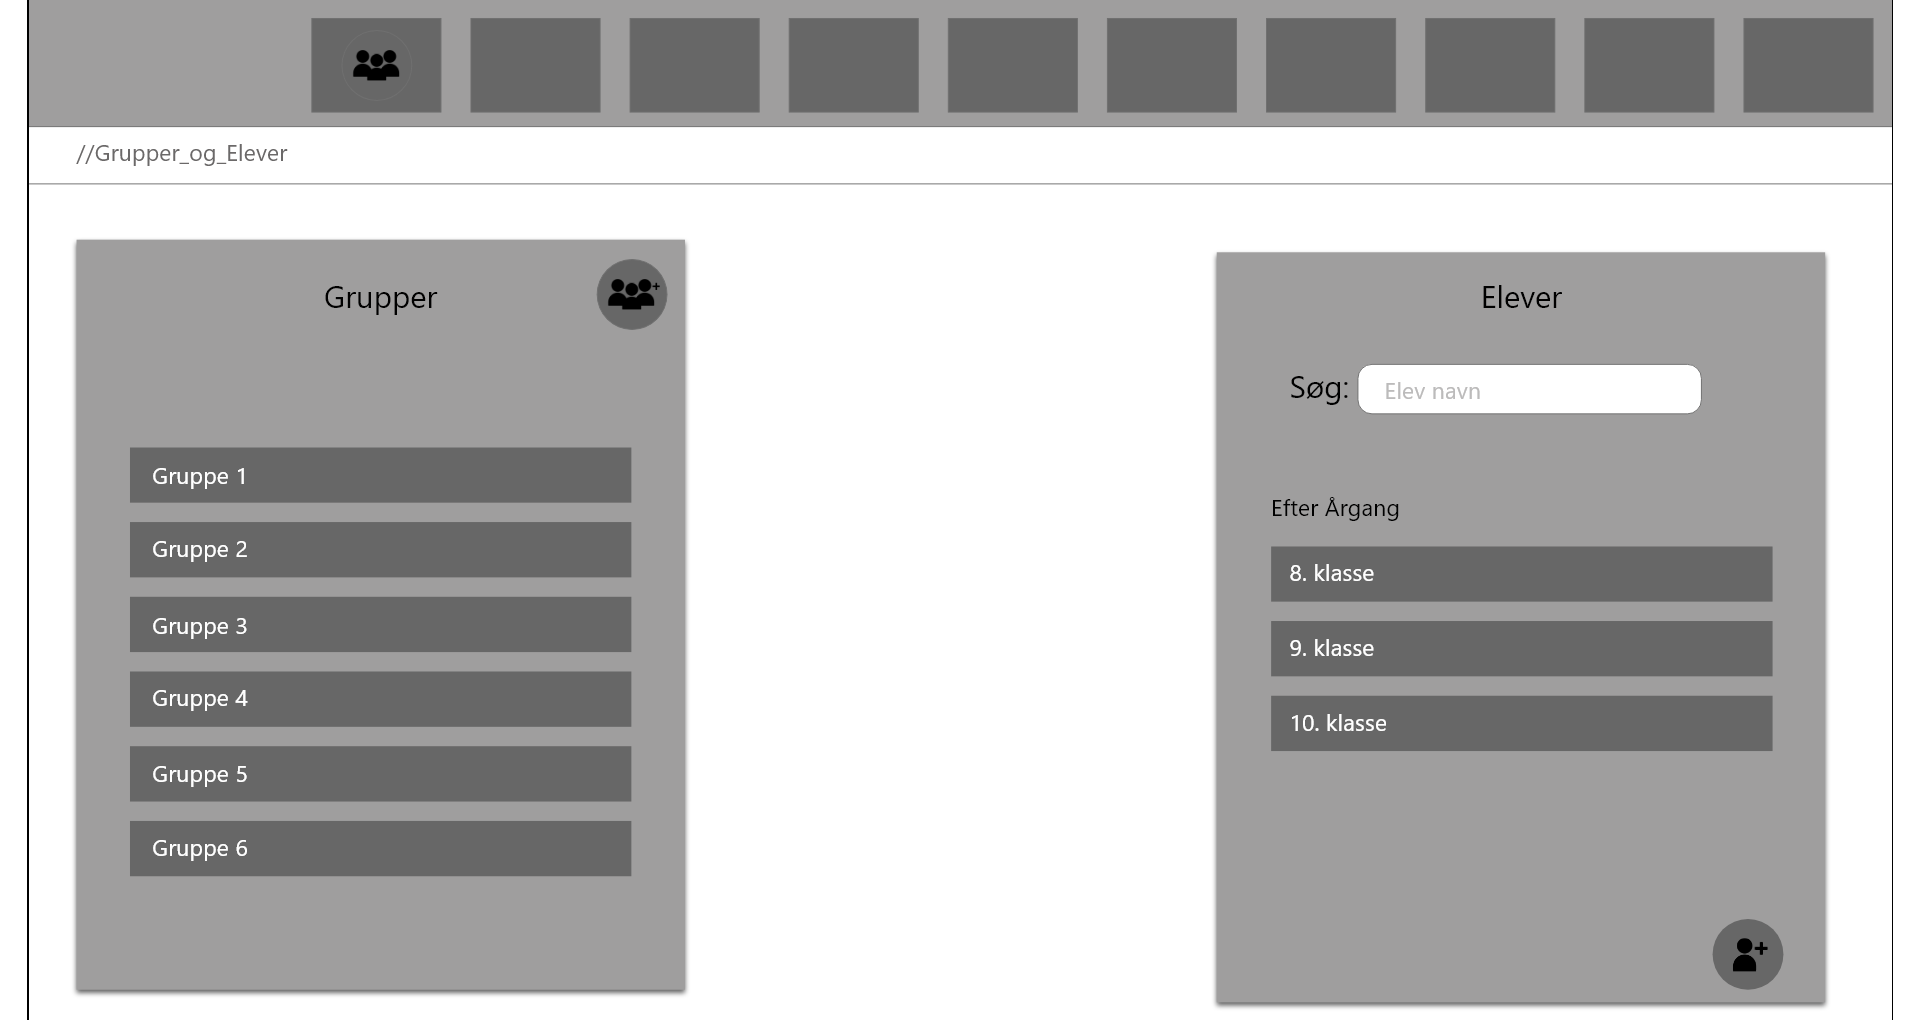 //Grupper_og_Elever
Grupper
Gruppe 1
Gruppe 2
Gruppe 3
Gruppe 4
Gruppe 5
Gruppe 6
Elever
Søg: Elev navn
Efter Årgang
8. klasse
9. klasse
10. klasse